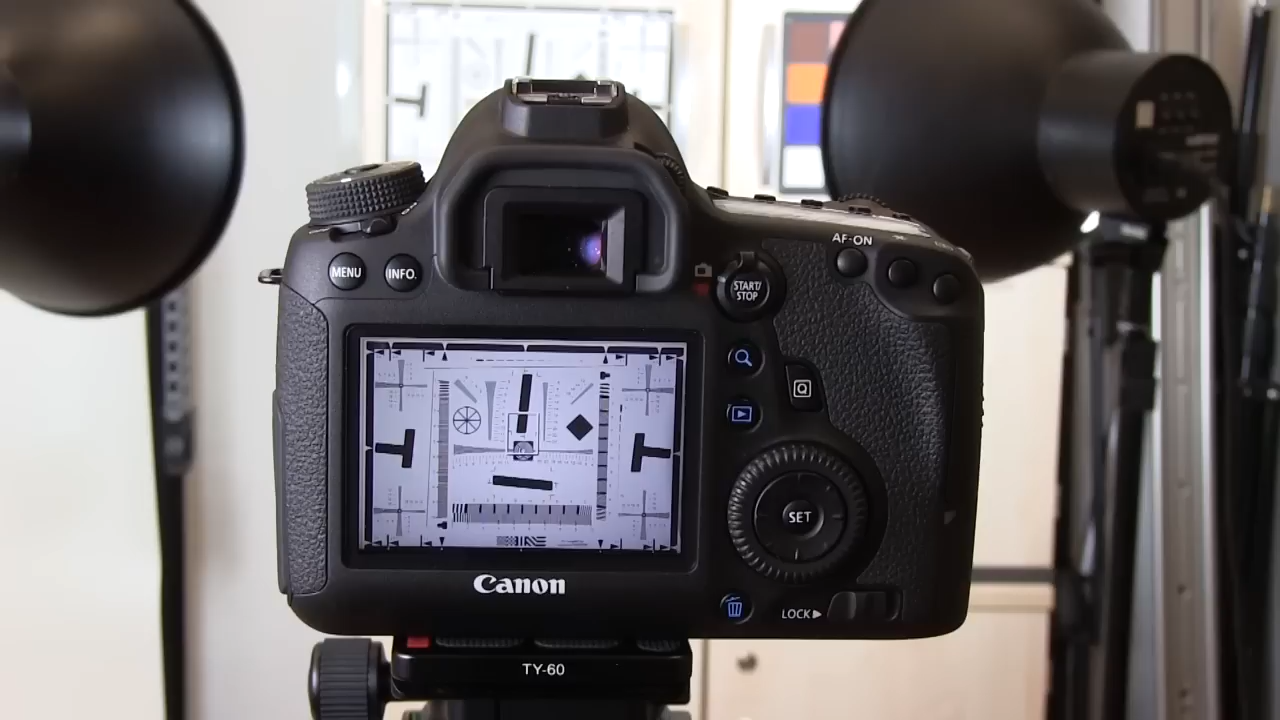 AF-ON
MENU
INFO.
START/
STOP
Q
SET
Canon
LOCK
TY-60